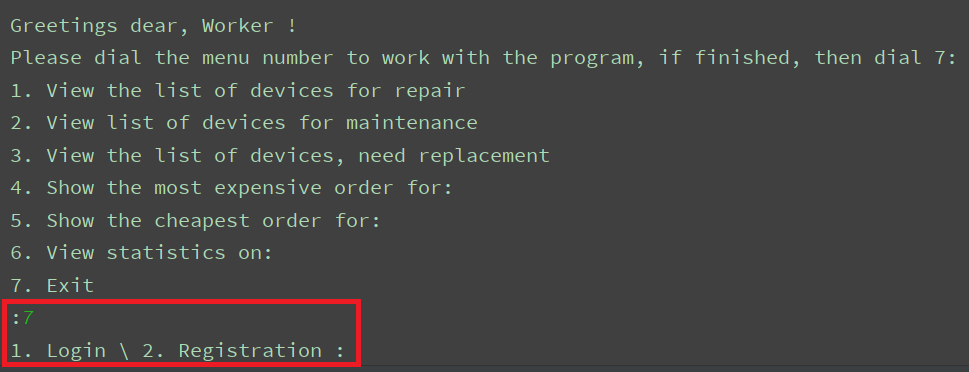 Greetings dear, Worker !
Please dial the menu number to work with the program, if finished, then dial 7:
1. View the list of devices for repair
2. View list of devices for maintenance
3. View the list of devices, need replacement
4. Show the most expensive order for:
5. Show the cheapest order for:
6. View statistics on:
7. Exit
:7
1. Login \ 2. Registration :